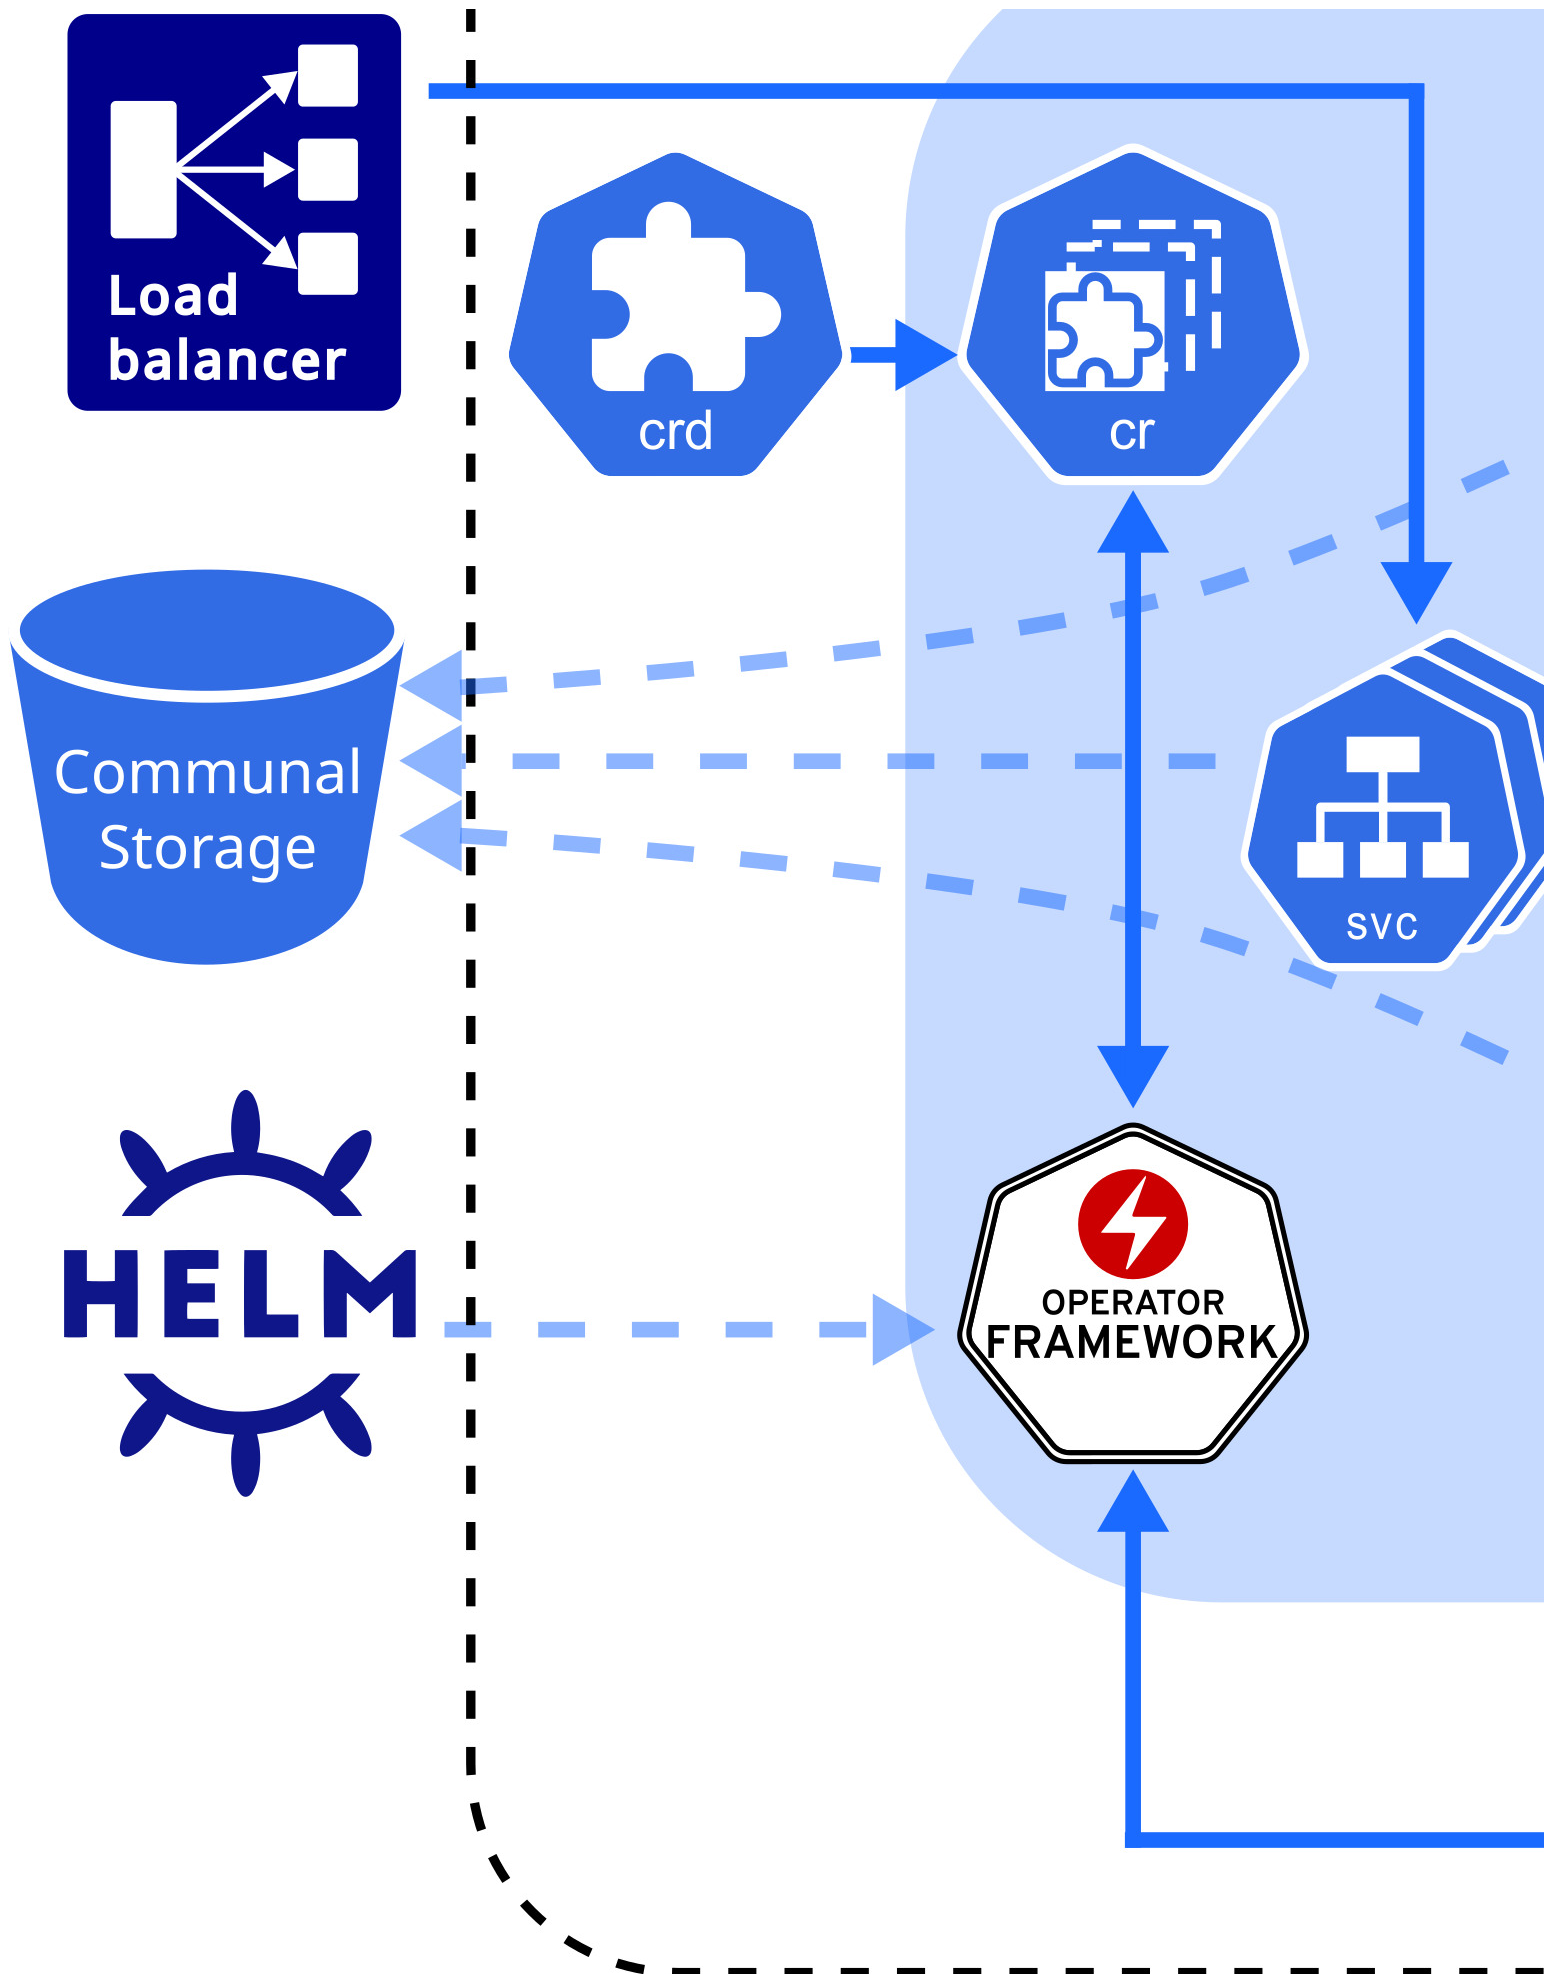 Load
balancer
crd
cr
Communal
Storage
svc
HELM
OPERATOR
FRAMEWORK